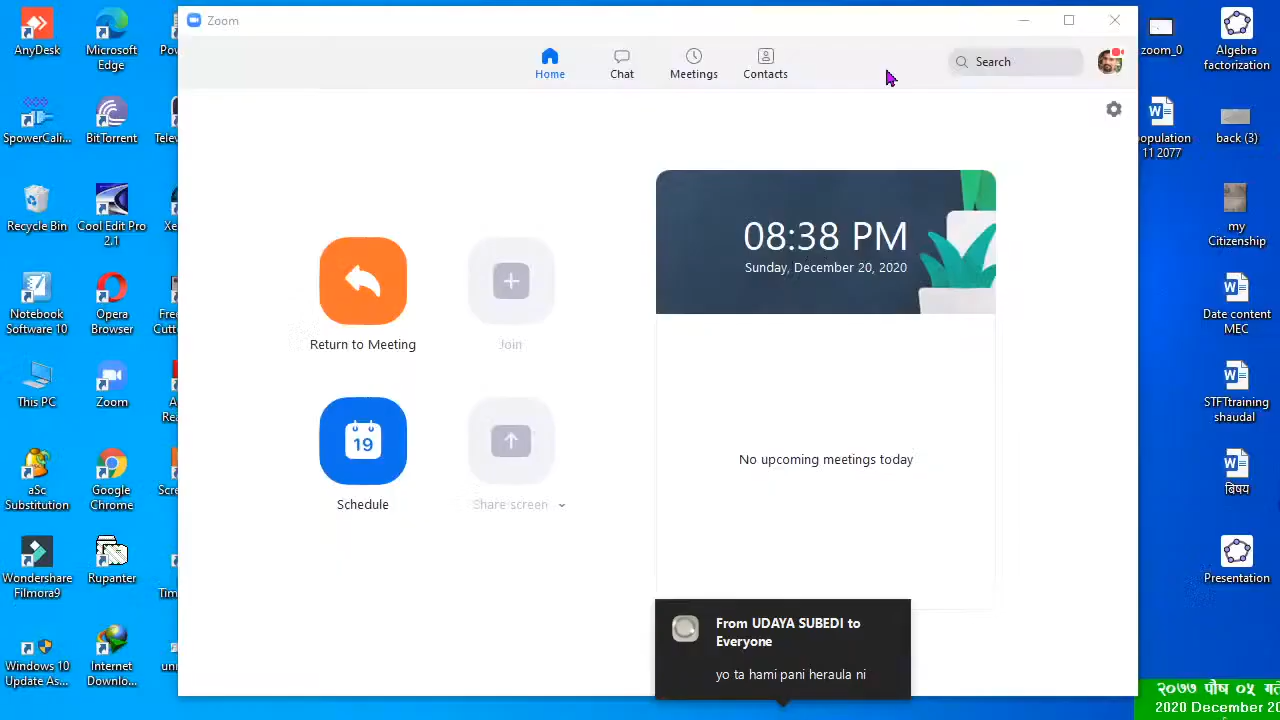 AnyDesk
Microsoft
Edge
SpowerCali...
BitTorrent
Recycle Bin
Cool Edit Pro
2.1
Notebook
Software 10
Opera
Browser
This PC
Zoom
aSc
Substitution
Google
Chrome
Wondershare
Filmora9
Rupanter
Windows 10
Update As...
Internet
Downlo...
Zoom
Home
Chat
Meetings
Contacts
Search
Return to Meeting
Join
19
Schedule
Share screen
08:38 PM
Sunday, December 20, 2020
No upcoming meetings today
From UDAYA SUBEDI to
Everyone
yo ta hami pani heraula ni
zoom_0
Algebra
factorization
11 2077
back (3)
my
Citizenship
Date content
MEC
STFTtraining
shaudal
बिषय
Presentation
२०७७ पौष ०५
2020 December